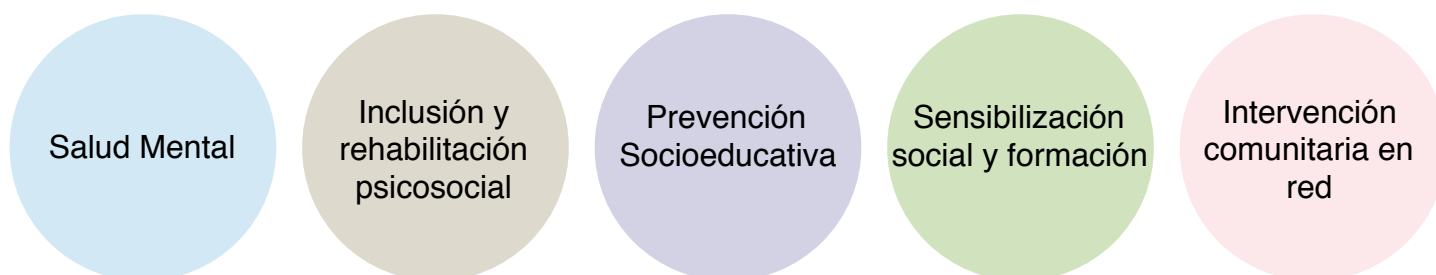 Salud Mental
Inclusión y
rehabilitación
psicosocial
Prevención
Socioeducativa
Sensibilización
social y formación
Intervención
comunitaria en
red